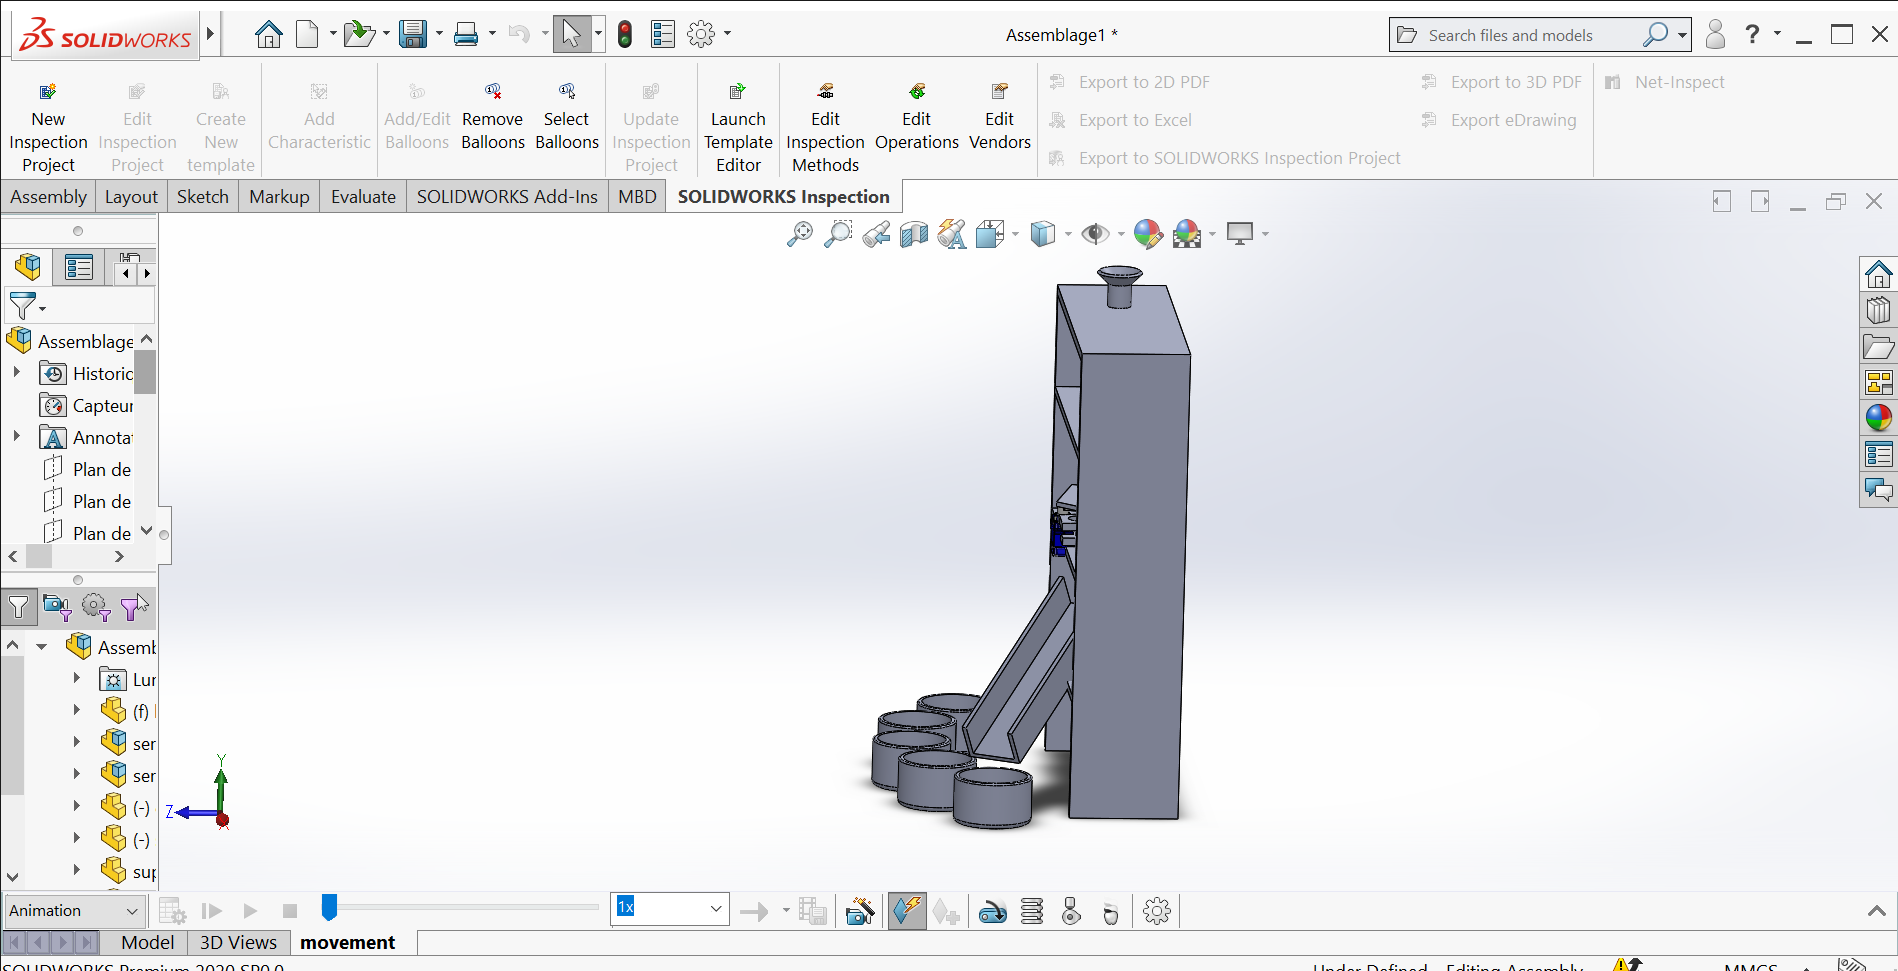 SOLIDWORKS
Assemblage1 *
Search files and models
?
New Inspection Project
Edit Inspection Project
Create New template
Add Characteristic
Add/Edit Balloons
Remove Balloons
Select Balloons
Update Inspection Project
Launch Template Editor
Edit Inspection Methods
Edit Operations
Edit Vendors
Export to 2D PDF
Export to Excel
Export to SOLIDWORKS Inspection Project
Export to 3D PDF
Export eDrawing
Net-Inspect
Assembly
Layout
Sketch
Markup
Evaluate
SOLIDWORKS Add-Ins
MBD
SOLIDWORKS Inspection
Assemblage
Historic
Capteur
Annotat
Plan de
Plan de
Plan de
Assemb
Lur
(f)
ser
ser
(-)
(-)
sup
Y
Z
X
Animation
1x
Model
3D Views
movement
SOLIDWORKS Premium 2020 SP0.0
Under Defined
Editing Assembly
MMGS